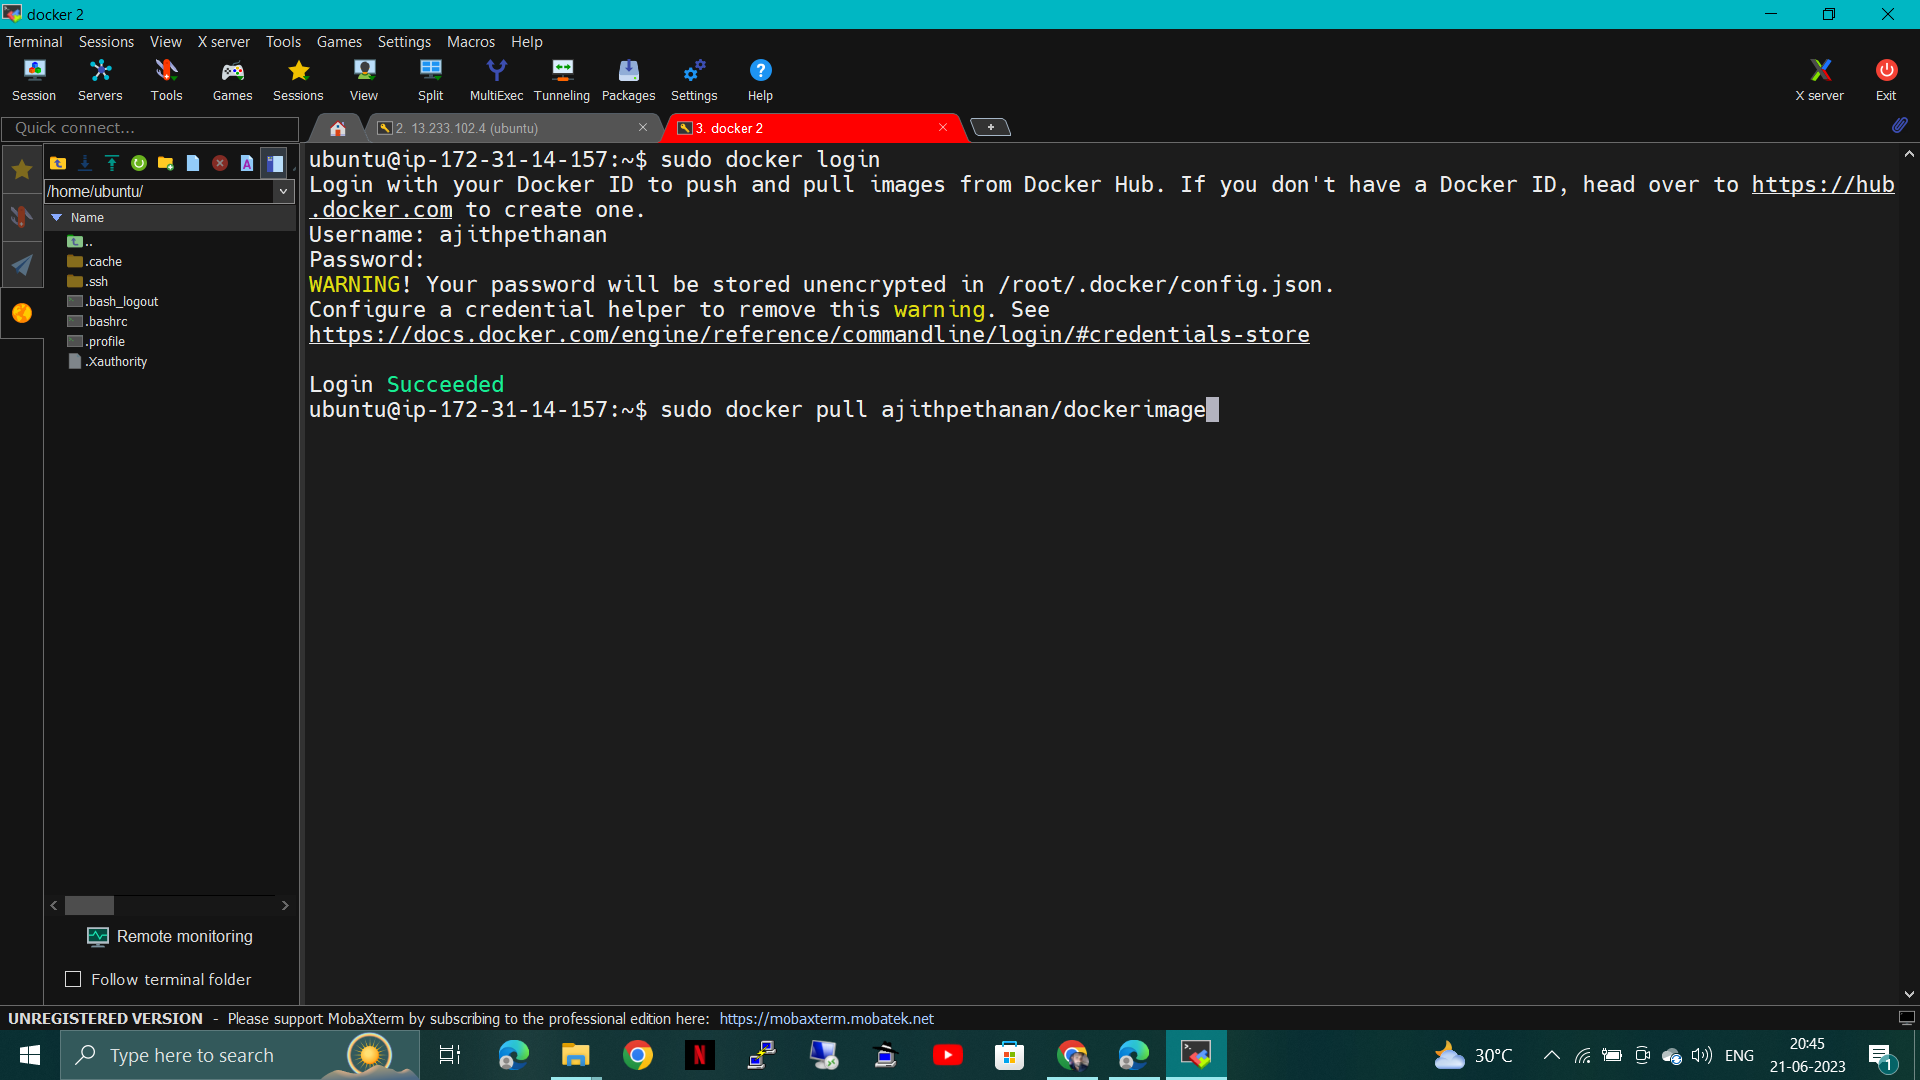 docker 2
Terminal Sessions View X server Tools Games Settings Macros Help
Session Servers Tools Games Sessions View Split MultiExec Tunneling Packages Settings Help X server Exit
Quick connect...
2. 13.233.102.4 (ubuntu)
3. docker 2
/home/ubuntu/
Name
..
.cache
.ssh
.bash_logout
.bashrc
.profile
.Xauthority
Remote monitoring
Follow terminal folder
ubuntu@ip-172-31-14-157:~$ sudo docker login
Login with your Docker ID to push and pull images from Docker Hub. If you don't have a Docker ID, head over to https://hub
.docker.com to create one.
Username: ajithpethanan
Password:
WARNING! Your password will be stored unencrypted in /root/.docker/config.json.
Configure a credential helper to remove this warning. See
https://docs.docker.com/engine/reference/commandline/login/#credentials-store
Login Succeeded
ubuntu@ip-172-31-14-157:~$ sudo docker pull ajithpethanan/dockerimage
UNREGISTERED VERSION - Please support MobaXterm by subscribing to the professional edition here: https://mobaxterm.mobatek.net
Type here to search
30°C
ENG
20:45
21-06-2023
1